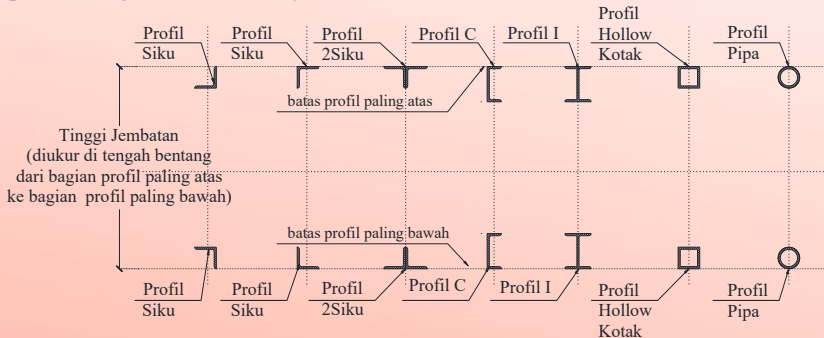 Profil
Siku
Profil
Siku
Profil
2Siku
Profil C
Profil I
Profil
Hollow
Kotak
Profil
Pipa
batas profil paling atas
Tinggi Jembatan
(diukur di tengah bentang
dari bagian profil paling atas
ke bagian profil paling bawah)
batas profil paling bawah
Profil
Siku
Profil
Siku
Profil
2Siku
Profil C
Profil I
Profil
Hollow
Kotak
Profil
Pipa